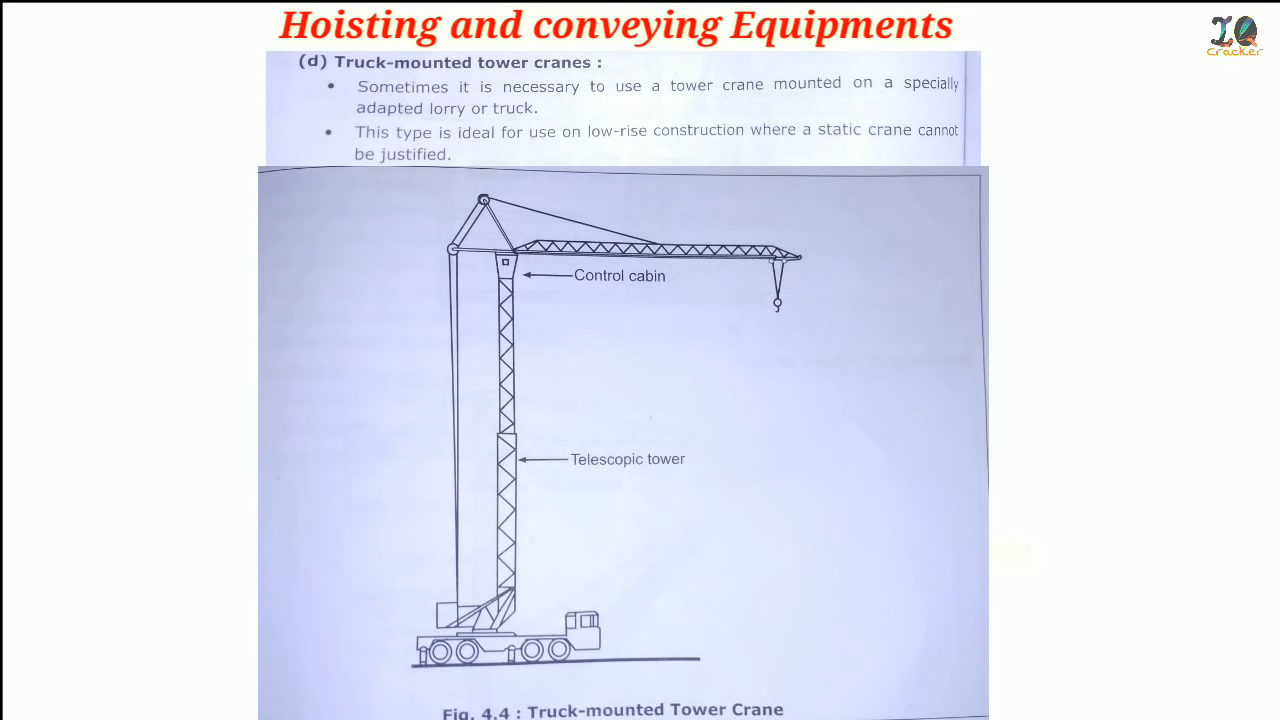 Hoisting and conveying Equipments
IQ
Cracker
(d) Truck-mounted tower cranes :
• Sometimes it is necessary to use a tower crane mounted on a specially
adapted lorry or truck.
• This type is ideal for use on low-rise construction where a static crane cannot
be justified.
Control cabin
Telescopic tower
Fig. 4.4 : Truck-mounted Tower Crane